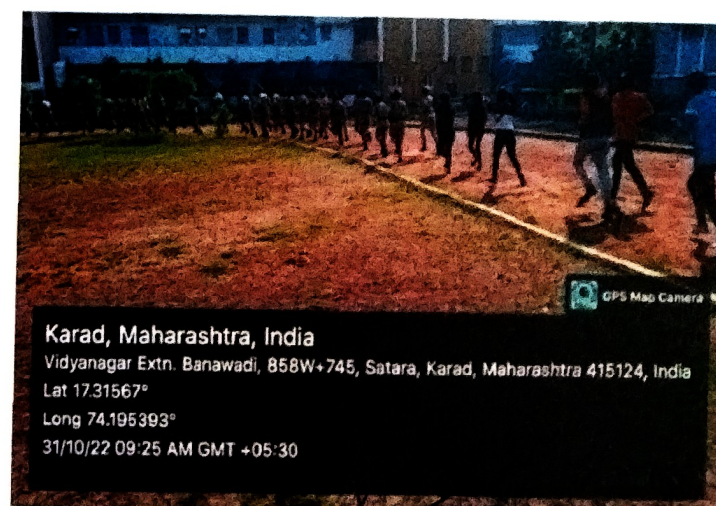 GPS Map Camera
Karad, Maharashtra, India
Vidyanagar Extn. Banawadi, 858W+745, Satara, Karad, Maharashtra 415124, India
Lat 17.31567°
Long 74.195393°
31/10/22 09:25 AM GMT +05:30